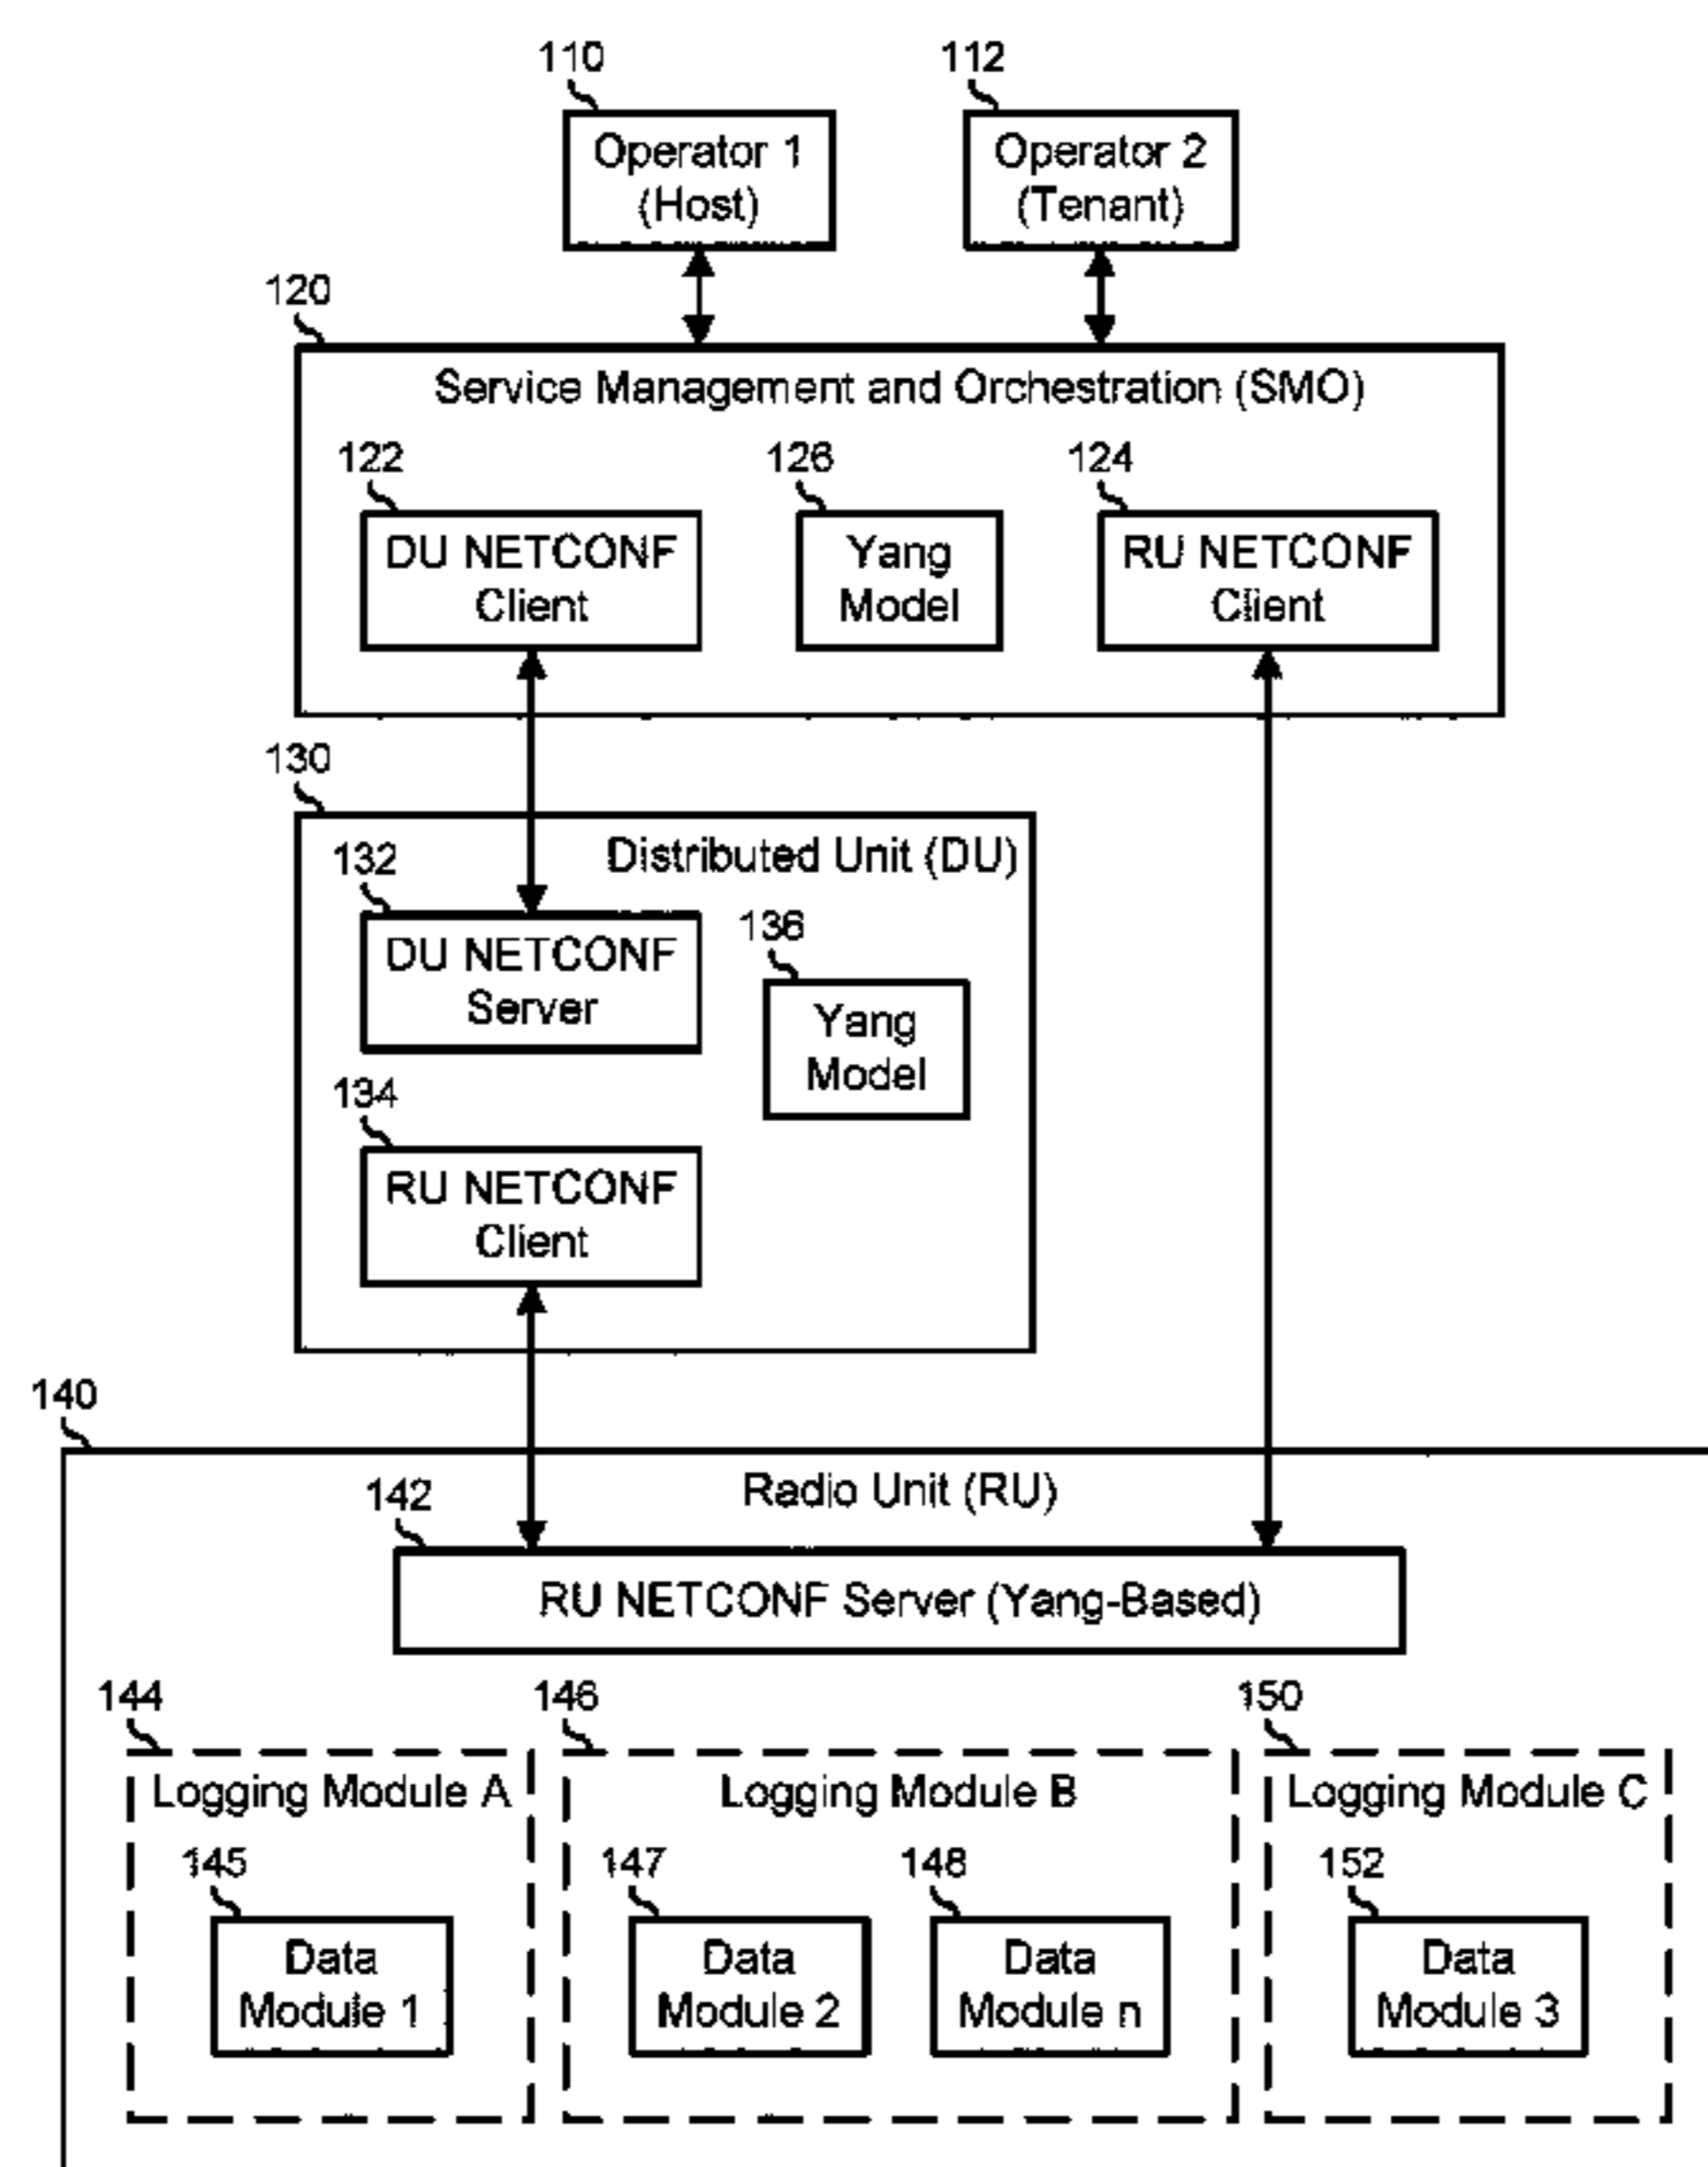 110
112
Operator 1
(Host)
Operator 2
(Tenant)
120
Service Management and Orchestration (SMO)
122
126
124
DU NETCONF
Client
Yang
Model
RU NETCONF
Client
130
Distributed Unit (DU)
132
136
DU NETCONF
Server
Yang
Model
134
RU NETCONF
Client
140
Radio Unit (RU)
142
RU NETCONF Server (Yang-Based)
144
146
150
Logging Module A
Logging Module B
Logging Module C
145
147
148
152
Data
Module 1
Data
Module 2
Data
Module n
Data
Module 3